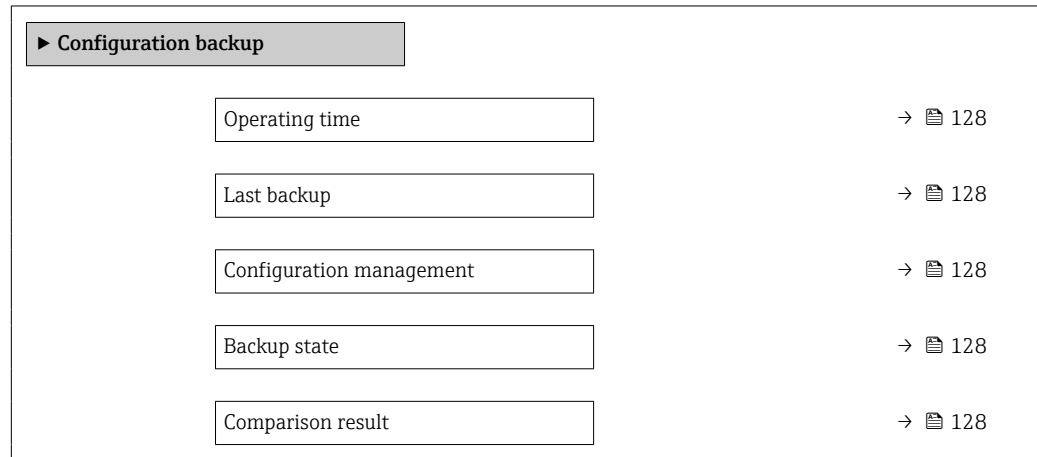 ▶ Configuration backup
Operating time → 128
Last backup → 128
Configuration management → 128
Backup state → 128
Comparison result → 128